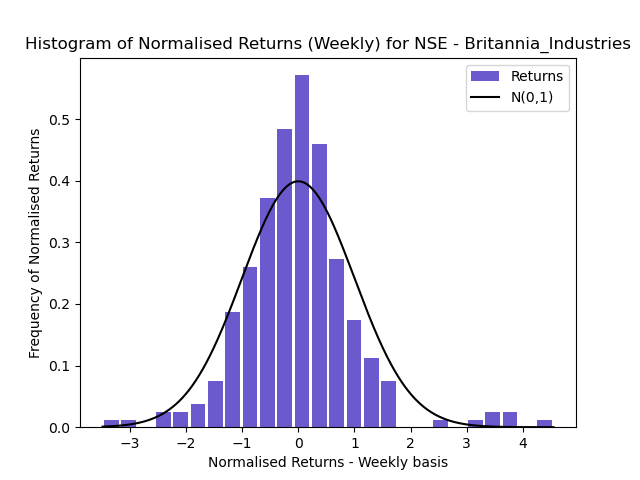 Histogram of Normalised Returns (Weekly) for NSE - Britannia_Industries
Returns
N(0,1)
Frequency of Normalised Returns
0.5
0.4
0.3
0.2
0.1
0.0
−3 −2 −1 0 1 2 3 4
Normalised Returns - Weekly basis